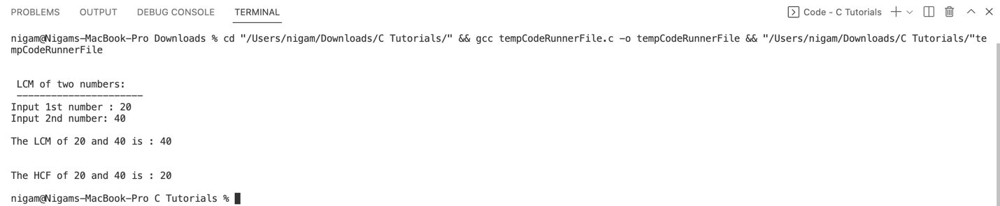 PROBLEMS OUTPUT DEBUG CONSOLE TERMINAL Code - C Tutorials
nigam@Nigams-MacBook-Pro Downloads % cd "/Users/nigam/Downloads/C Tutorials/" && gcc tempCodeRunnerFile.c -o tempCodeRunnerFile && "/Users/nigam/Downloads/C Tutorials/"te
mpCodeRunnerFile
LCM of two numbers:
----------------------
Input 1st number : 20
Input 2nd number: 40
The LCM of 20 and 40 is : 40
The HCF of 20 and 40 is : 20
nigam@Nigams-MacBook-Pro C Tutorials %